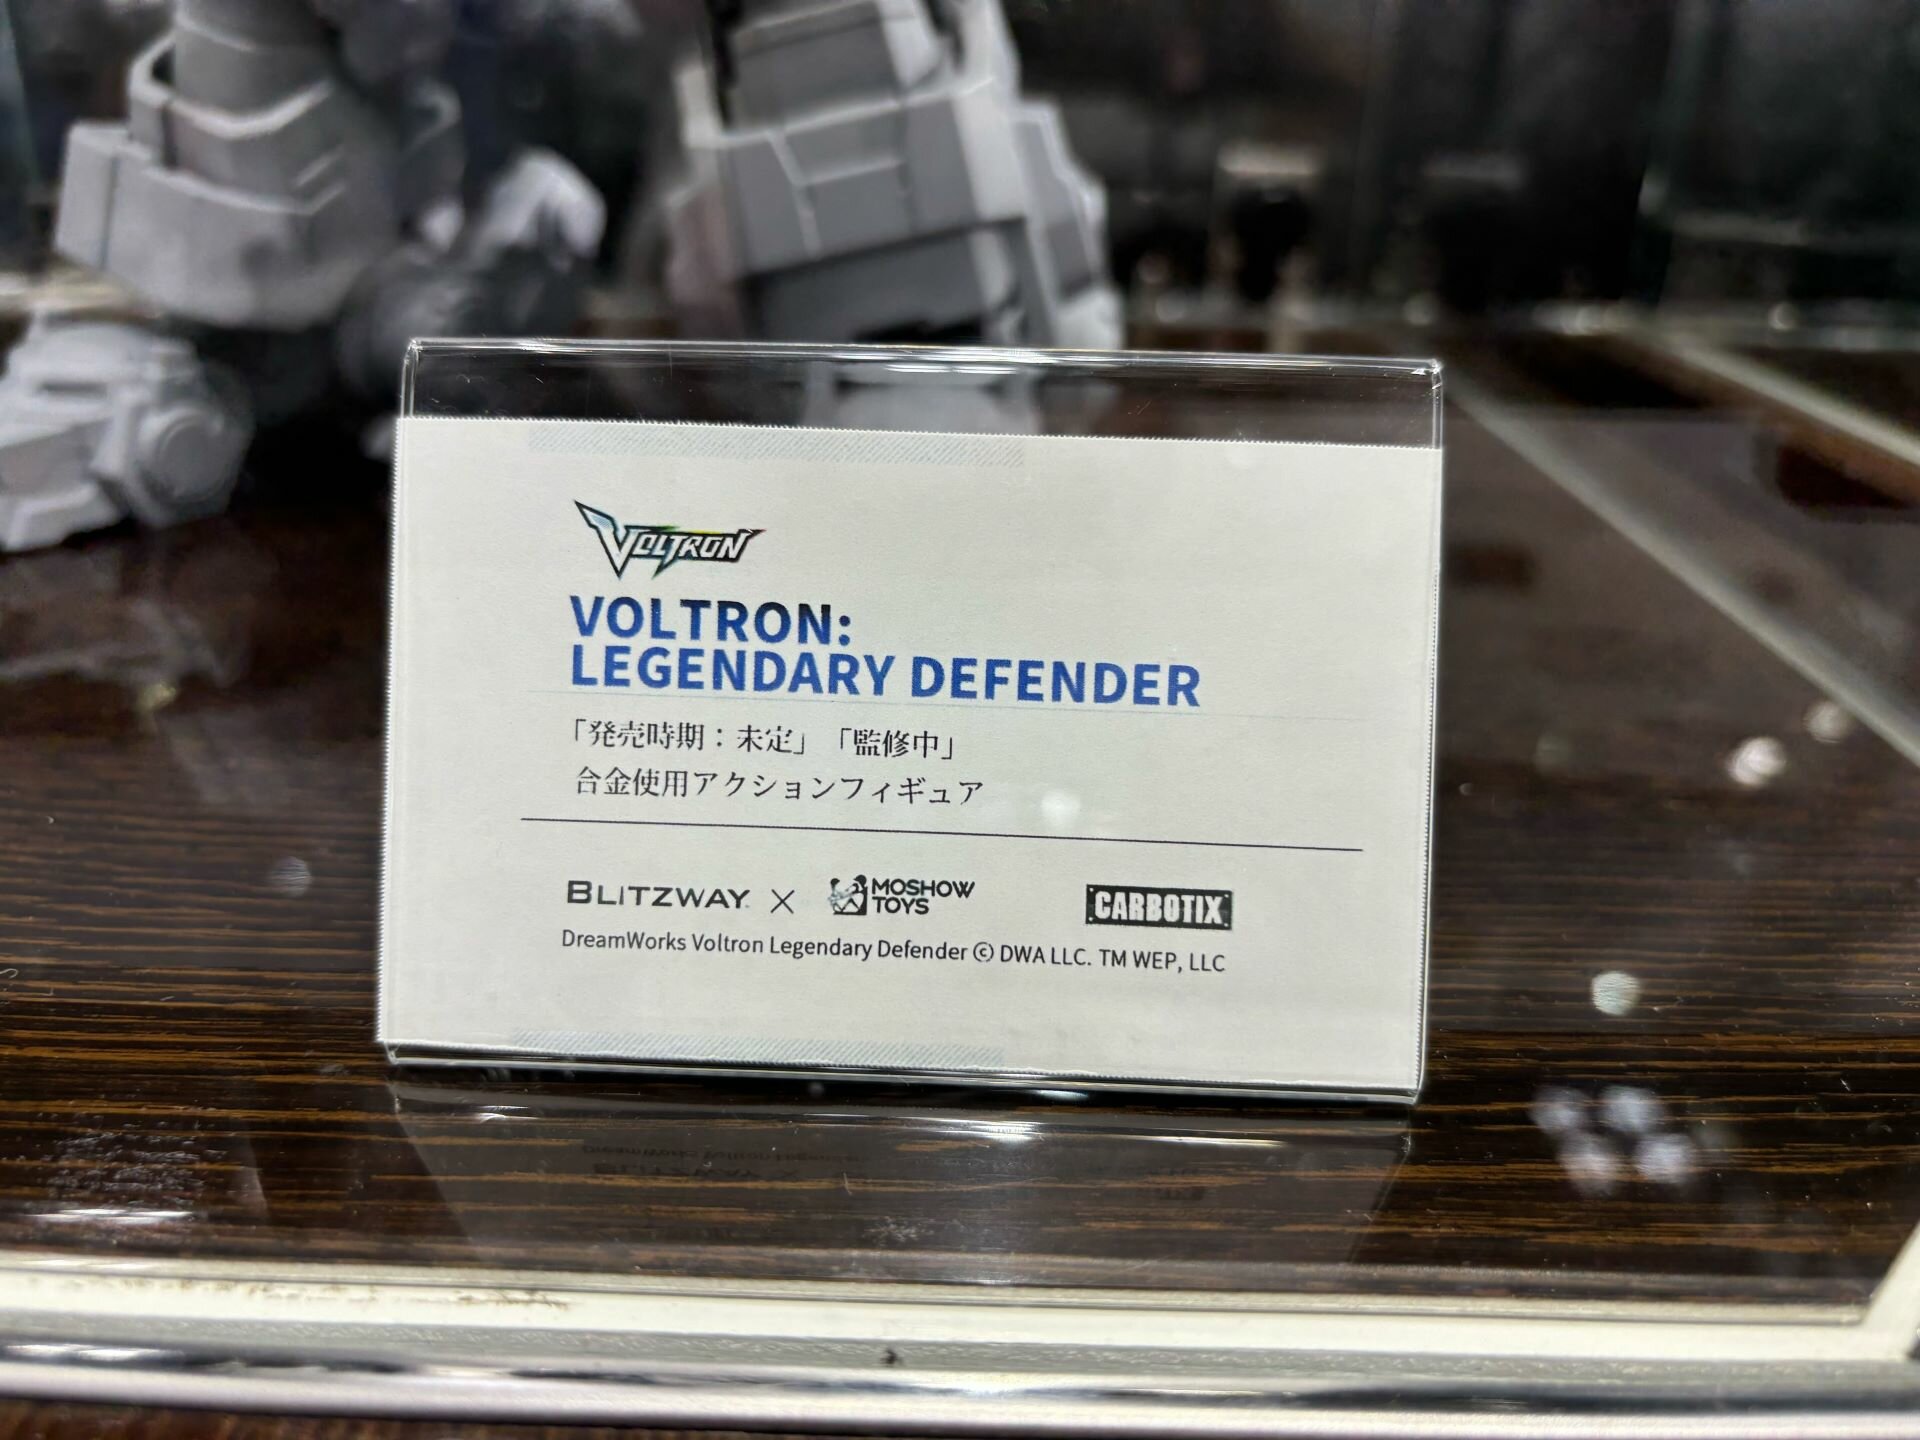 VOLTRON
VOLTRON:
LEGENDARY DEFENDER
「発売時期：未定」「監修中」
合金使用アクションフィギュア
BLITZWAY × MOSHOW TOYS CARBOTIX
DreamWorks Voltron Legendary Defender © DWA LLC. TM WEP, LLC